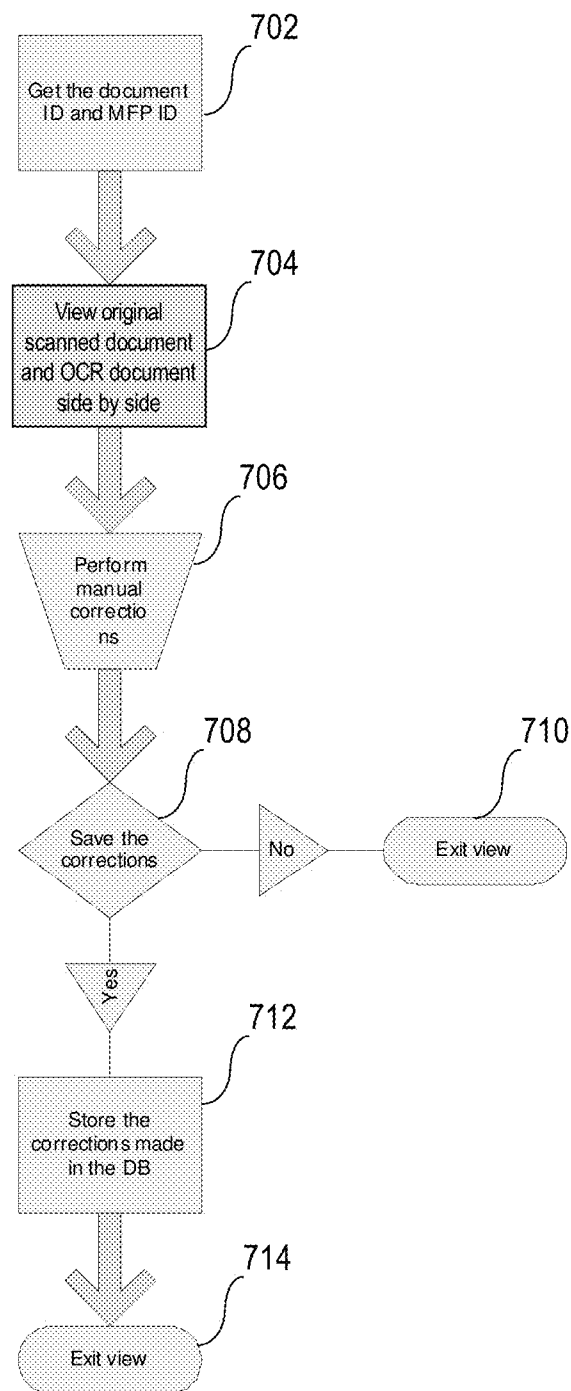 702
Get the document
ID and MFP ID
704
View original
scanned document
and OCR document
side by side
706
Perform
manual
correctio
ns
708
710
Save the
corrections
No
Exit view
Yes
712
Store the
corrections made
in the DB
714
Exit view